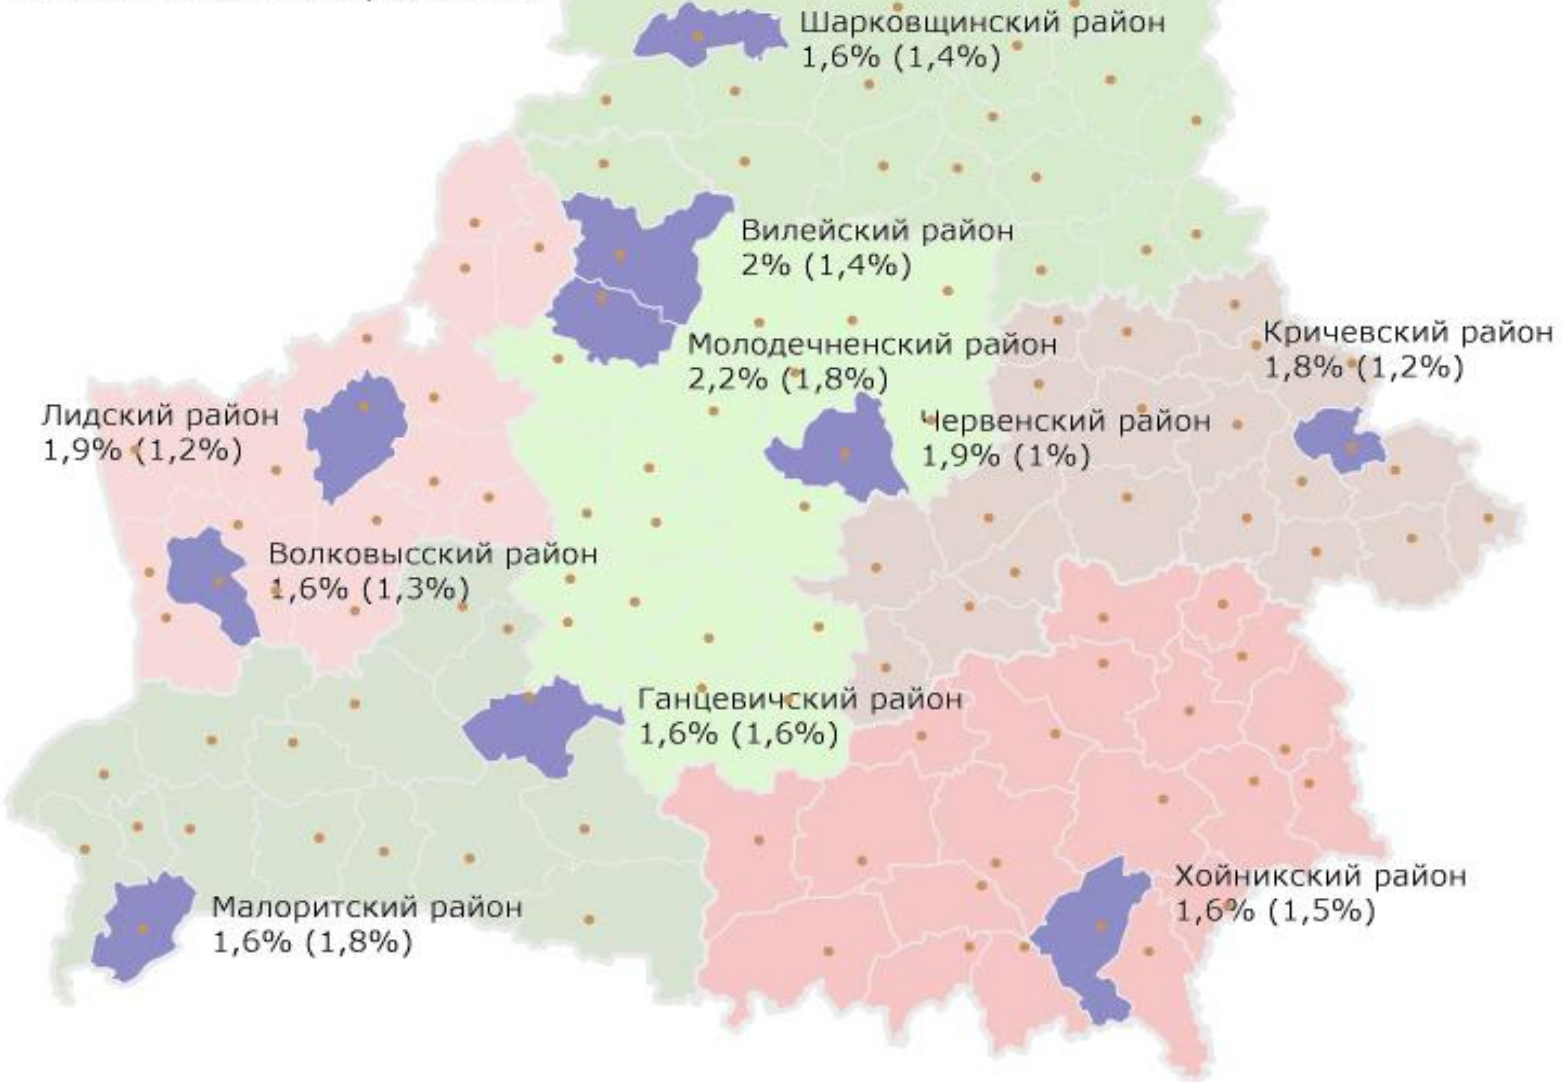 Шарковщинский район
1,6% (1,4%)
Вилейский район
2% (1,4%)
Молодечненский район
2,2% (1,8%)
Кричевский район
1,8% (1,2%)
Лидский район
1,9% (1,2%)
Червенский район
1,9% (1%)
Волковысский район
1,6% (1,3%)
Ганцевичский район
1,6% (1,6%)
Хойникский район
1,6% (1,5%)
Малоритский район
1,6% (1,8%)